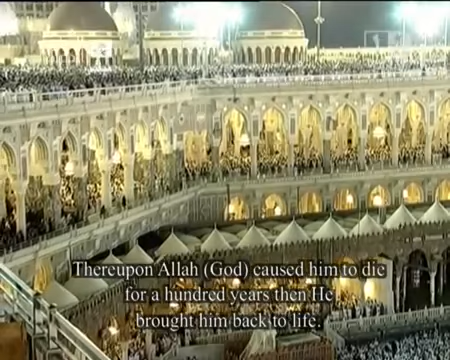 Thereupon Allah (God) caused him to die
for a hundred years then He
brought him back to life.